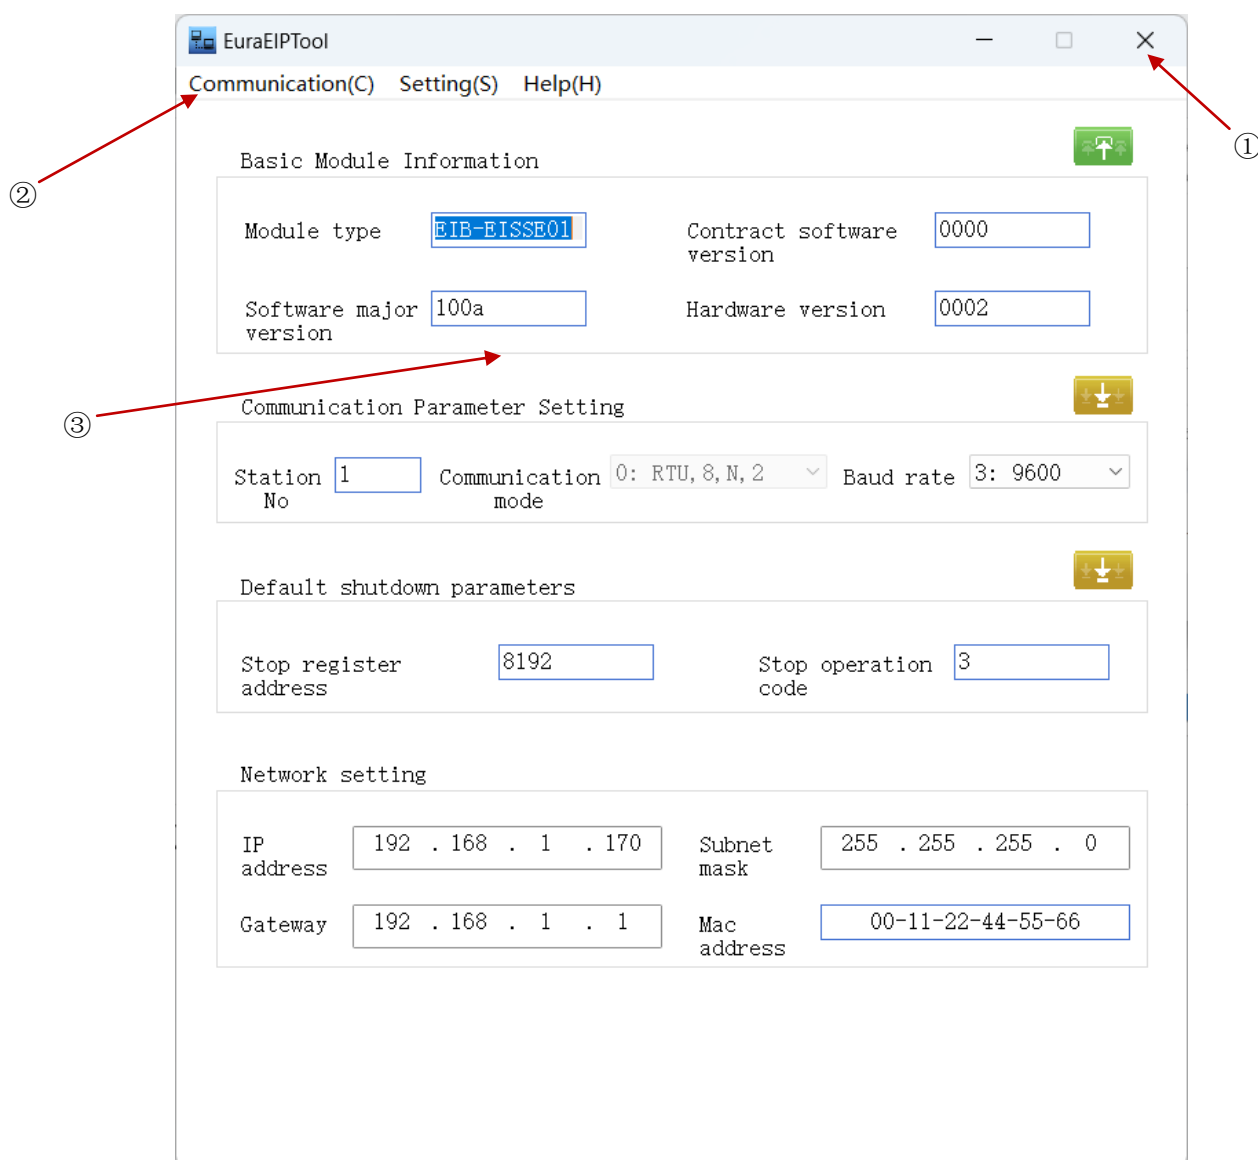 EuraEIPTool
Communication(C) Setting(S) Help(H)
①
②
Basic Module Information
Module type EIB-EISSE01 Contract software version 0000
Software major version 100a Hardware version 0002
③
Communication Parameter Setting
Station No 1 Communication mode 0: RTU,8,N,2 Baud rate 3: 9600
Default shutdown parameters
Stop register address 8192 Stop operation code 3
Network setting
IP address 192 . 168 . 1 . 170 Subnet mask 255 . 255 . 255 . 0
Gateway 192 . 168 . 1 . 1 Mac address 00-11-22-44-55-66